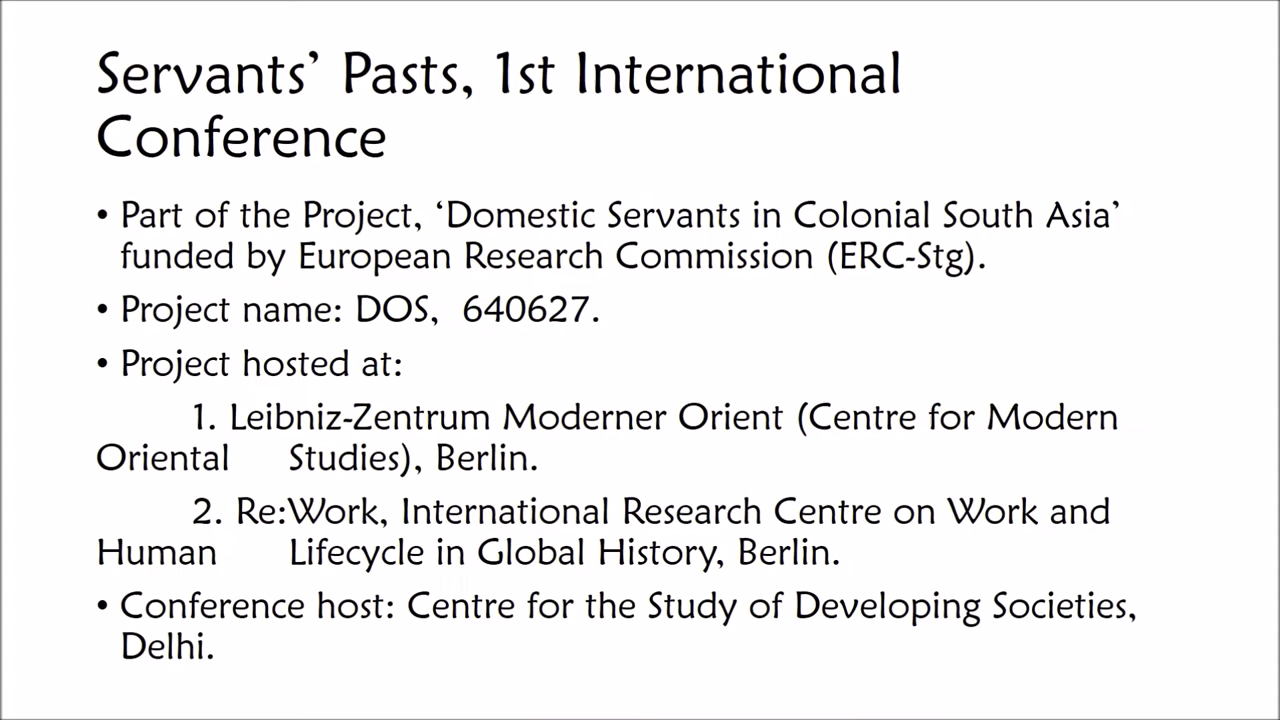 Servants’ Pasts, 1st International
Conference
• Part of the Project, ‘Domestic Servants in Colonial South Asia’
funded by European Research Commission (ERC-Stg).
• Project name: DOS, 640627.
• Project hosted at:
1. Leibniz-Zentrum Moderner Orient (Centre for Modern
Oriental Studies), Berlin.
2. Re:Work, International Research Centre on Work and
Human Lifecycle in Global History, Berlin.
• Conference host: Centre for the Study of Developing Societies,
Delhi.